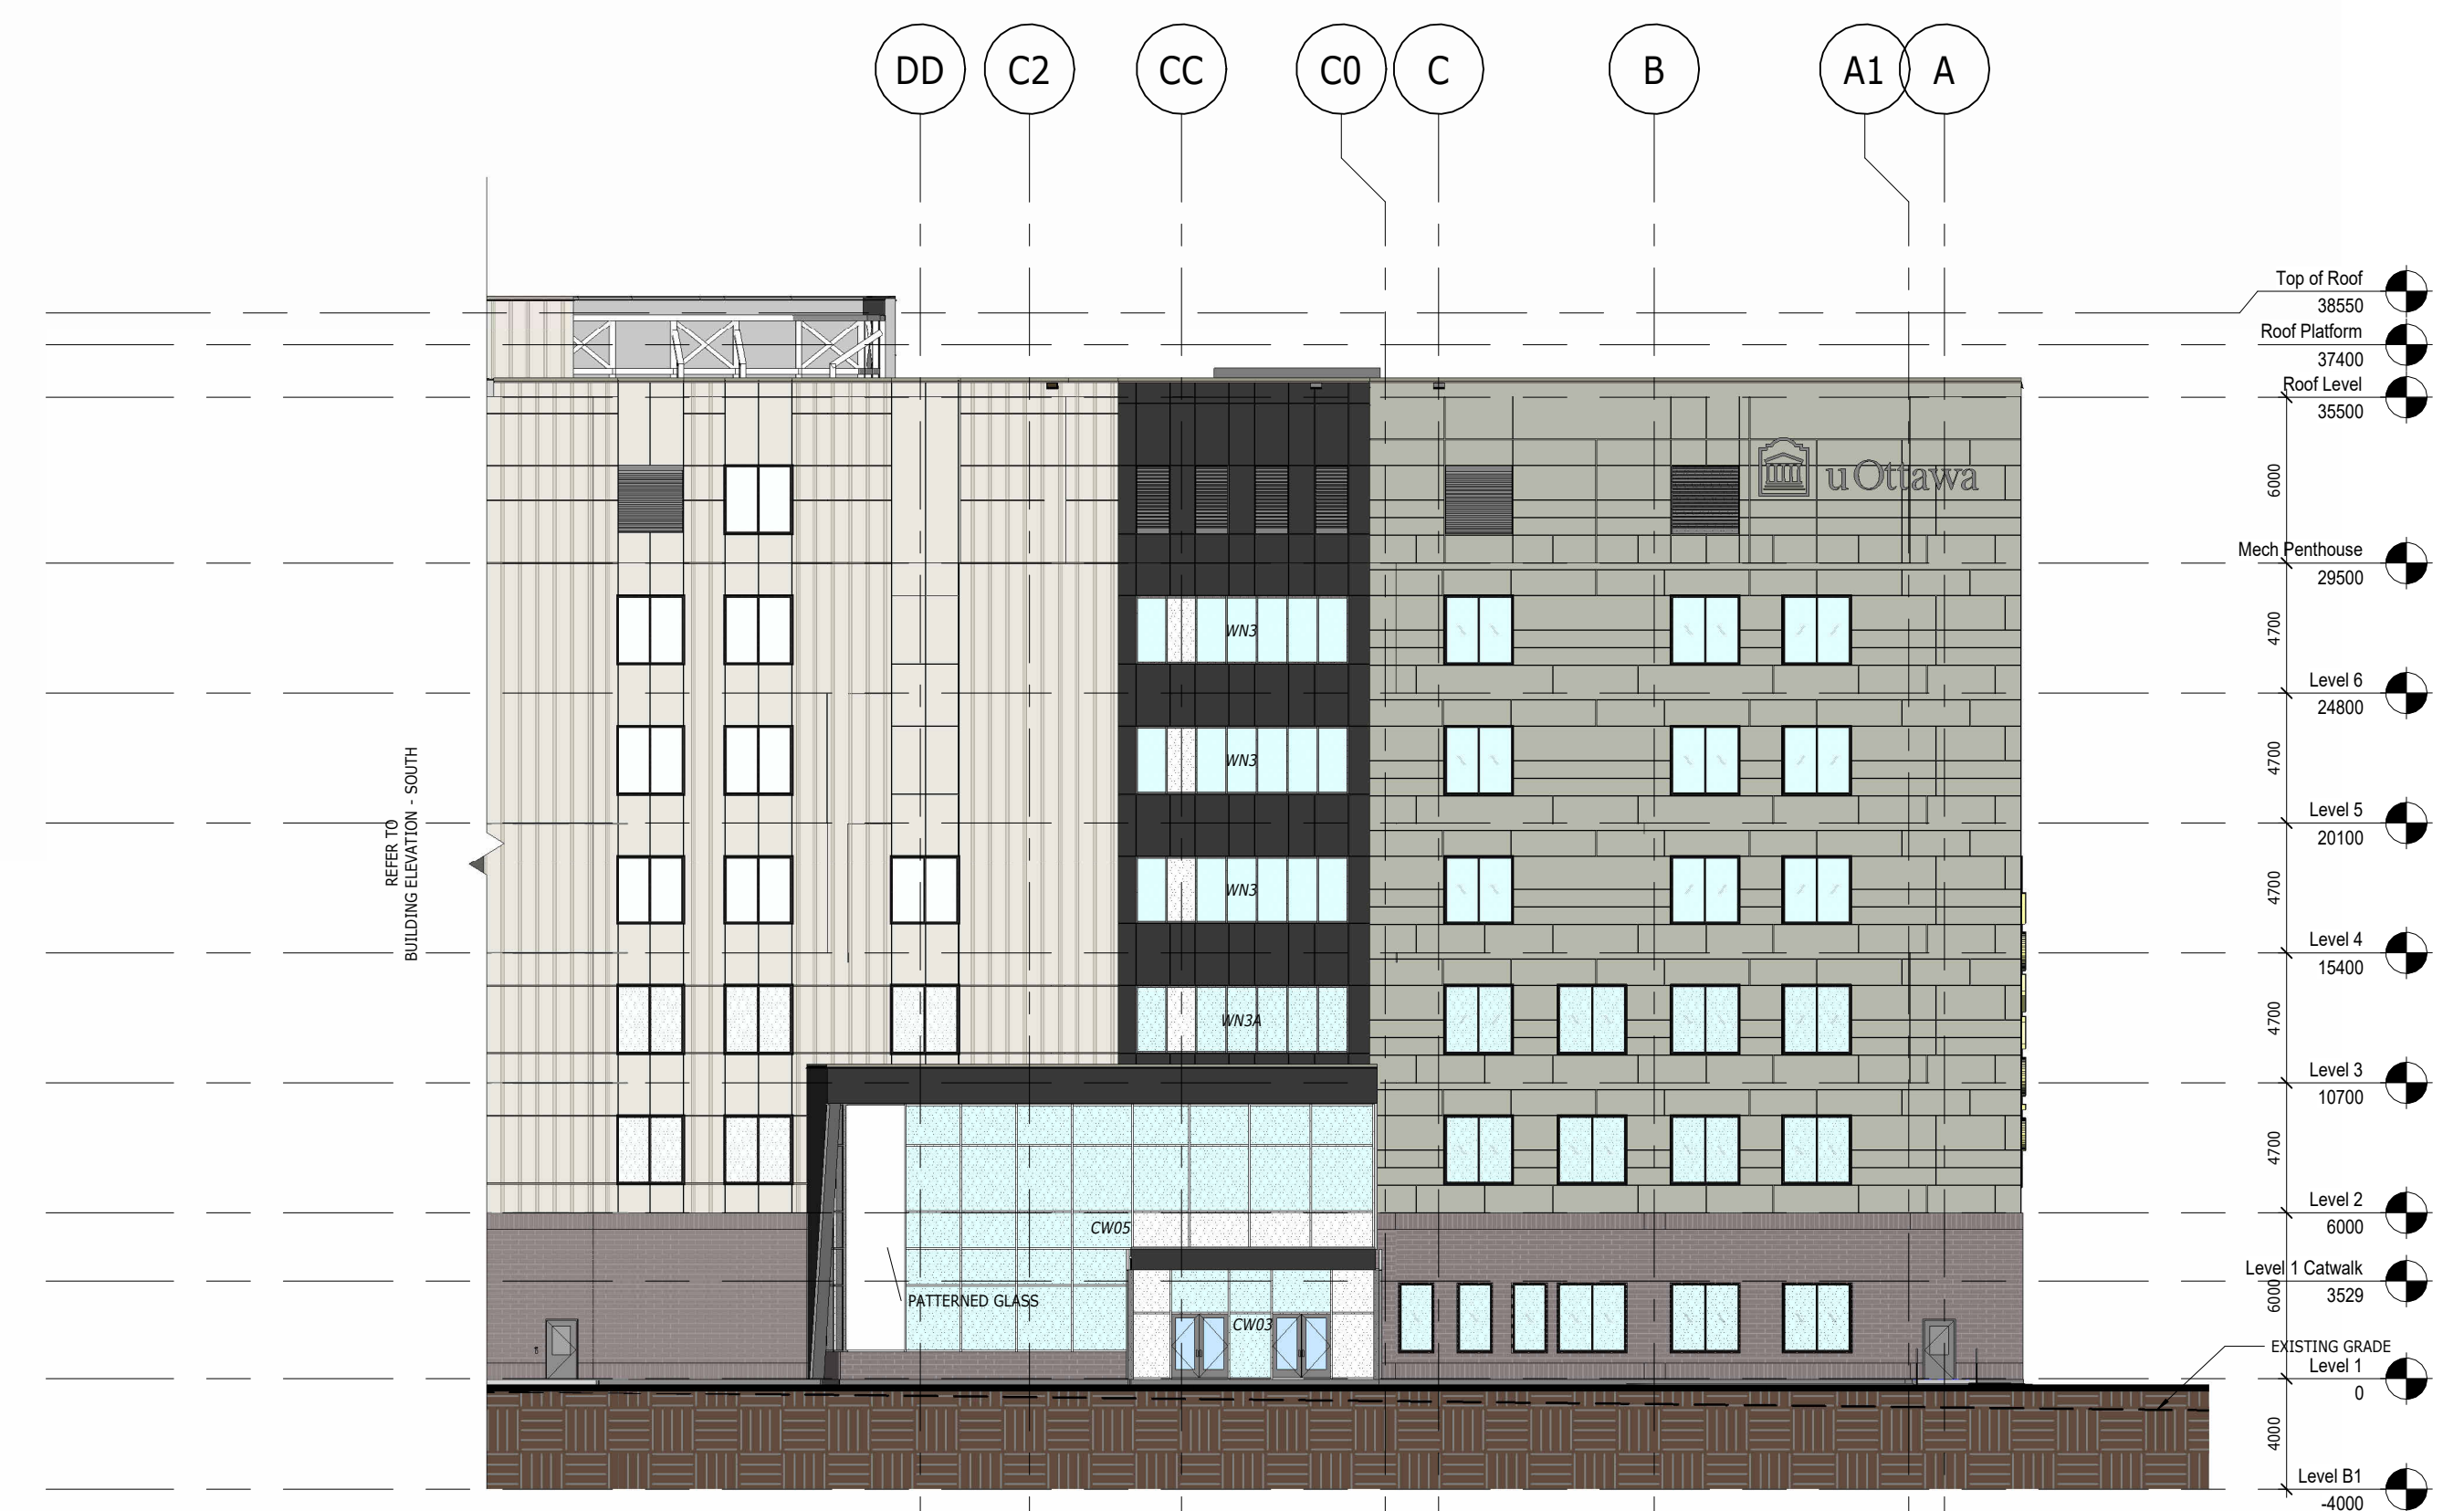 DD C2 CC C0 C B A1 A
Top of Roof
38550
Roof Platform
37400
Roof Level
35500
6000
uOttawa
Mech Penthouse
29500
4700
WN3
Level 6
24800
4700
WN3
REFER TO
BUILDING ELEVATION - SOUTH
Level 5
20100
4700
WN3
Level 4
15400
4700
WN3A
Level 3
10700
4700
Level 2
6000
CW05
Level 1 Catwalk
3529
6000
PATTERNED GLASS
CW03
EXISTING GRADE
Level 1
0
4000
Level B1
-4000